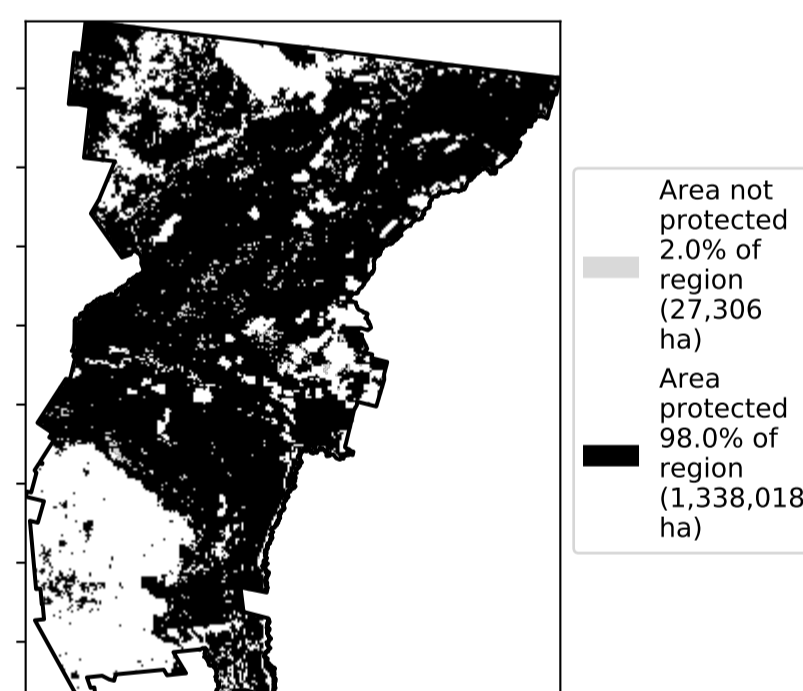 Area not
protected
2.0% of
region
(27,306
ha)
Area
protected
98.0% of
region
(1,338,018
ha)